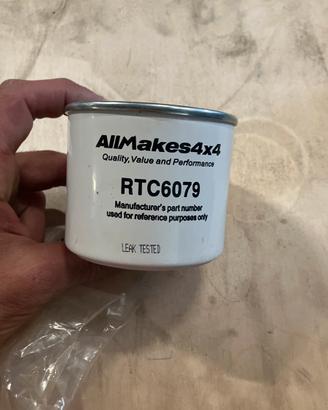 AllMakes4x4
Quality, Value and Performance
RTC6079
Manufacturer's part number
used for reference purposes only
LEAK TESTED